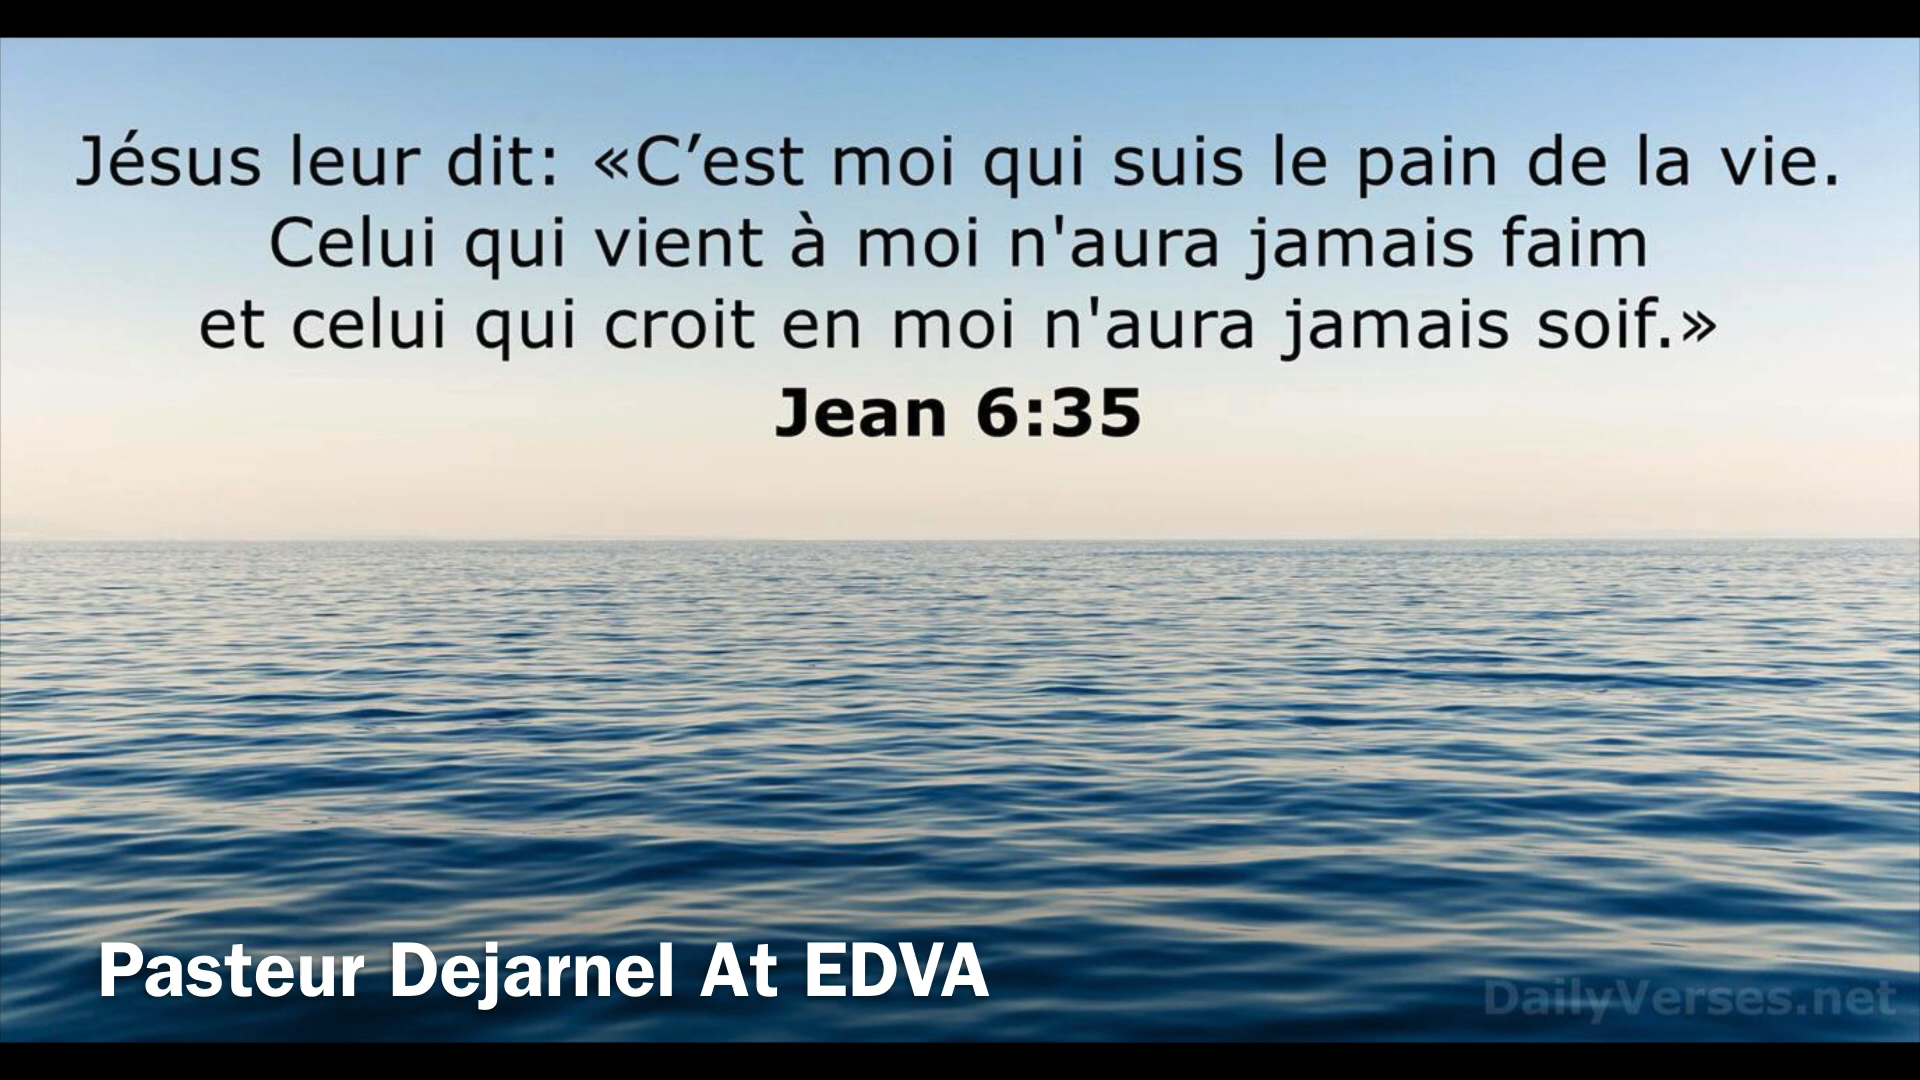 Jésus leur dit: «C’est moi qui suis le pain de la vie.
Celui qui vient à moi n'aura jamais faim
et celui qui croit en moi n'aura jamais soif.»
Jean 6:35
Pasteur Dejarnel At EDVA
DailyVerses.net